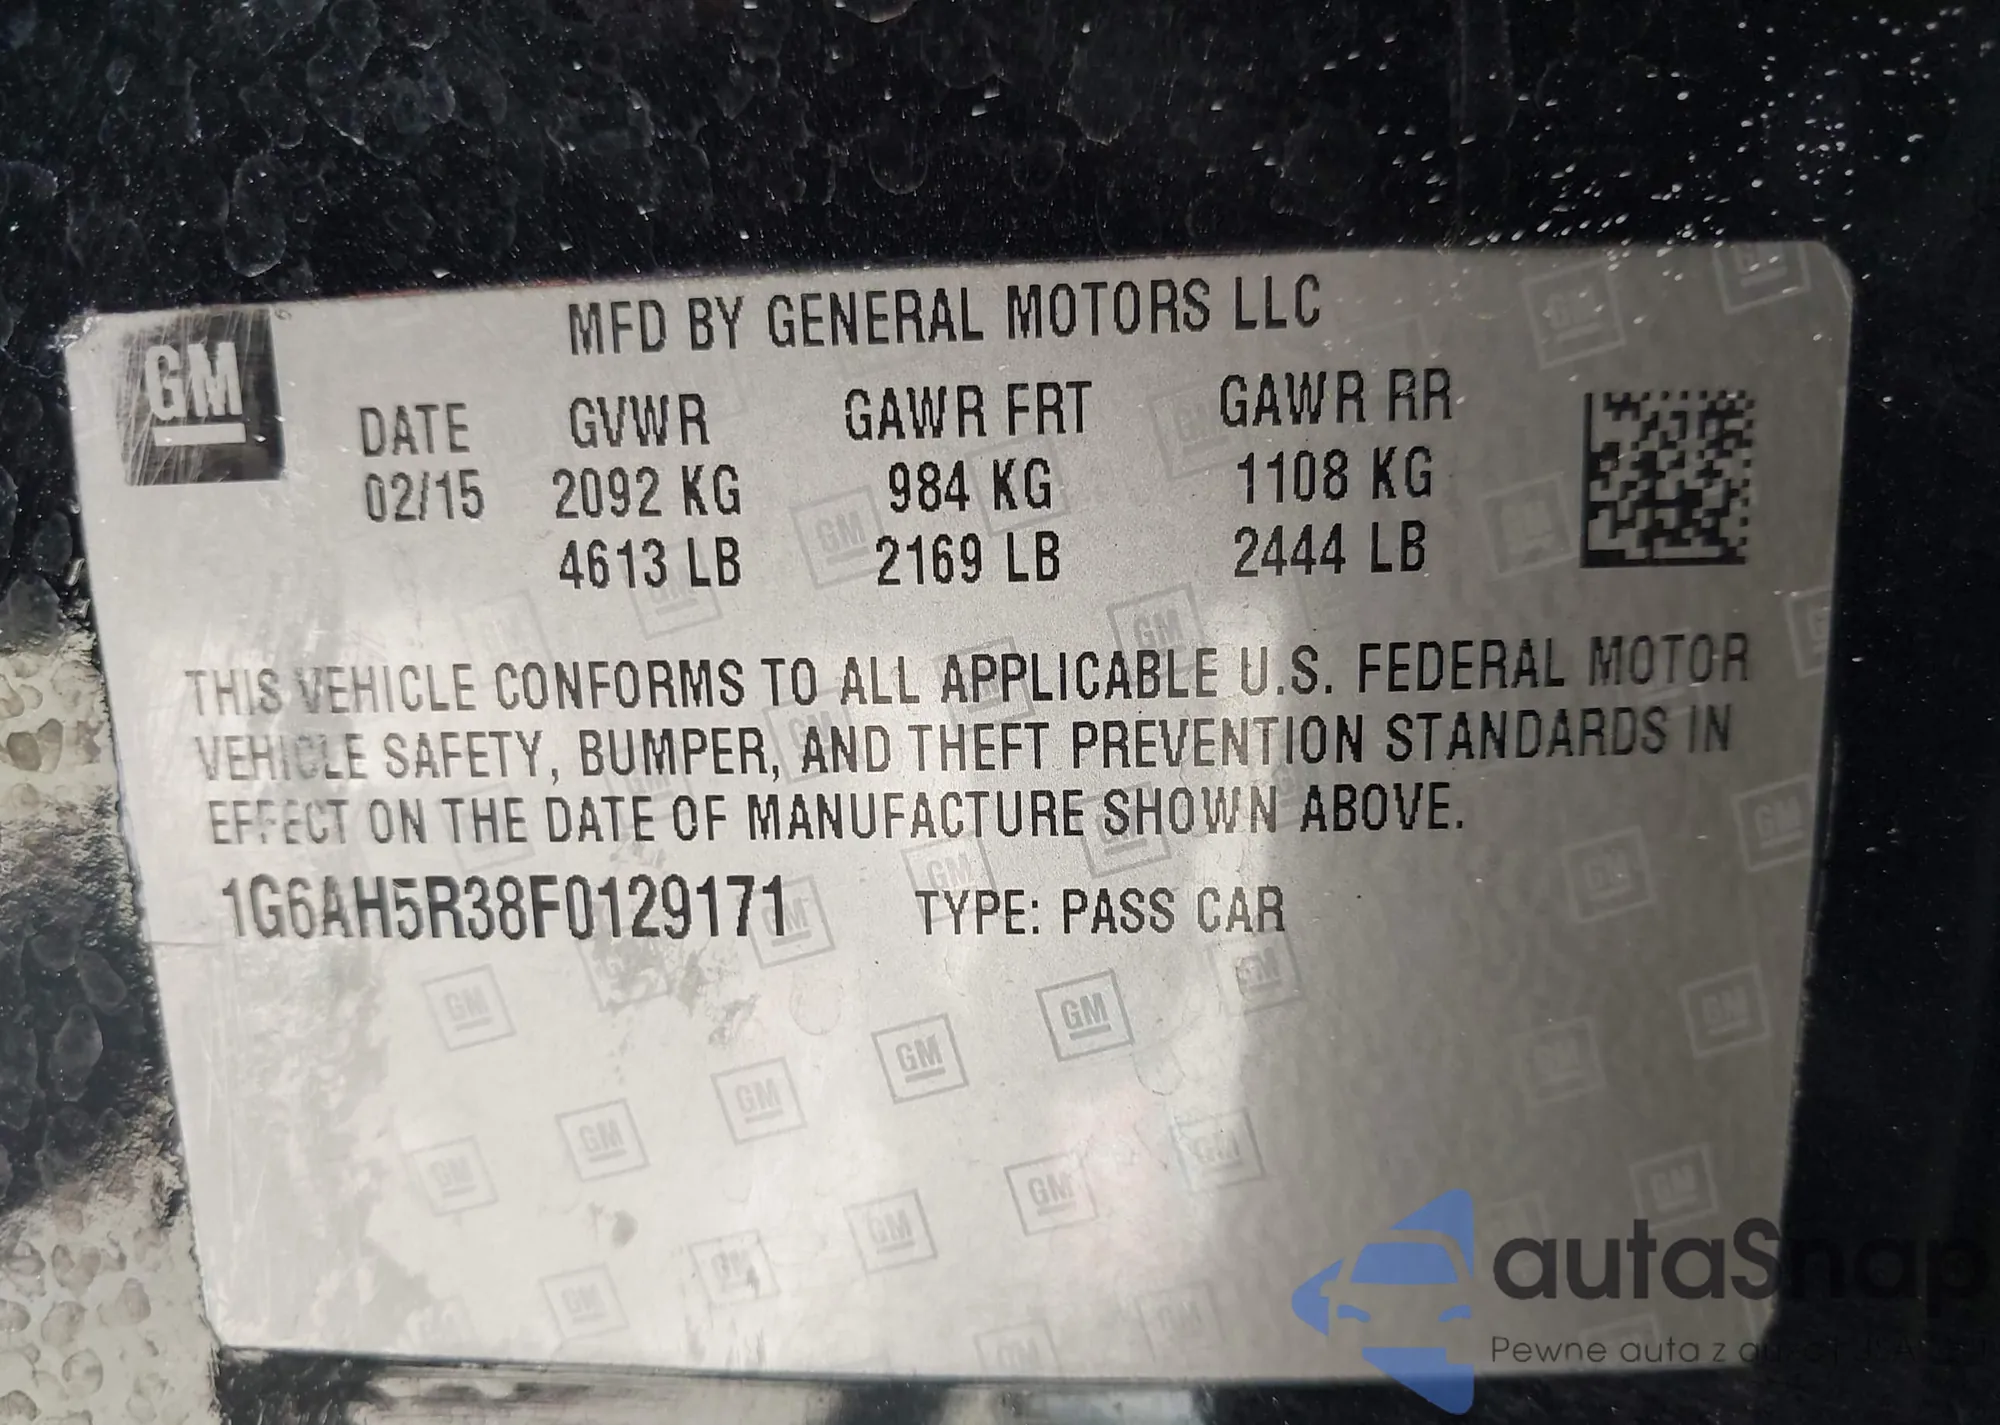 GM
MFD BY GENERAL MOTORS LLC
DATE GVWR GAWR FRT GAWR RR
02/15 2092 KG 984 KG 1108 KG
4613 LB 2169 LB 2444 LB
THIS VEHICLE CONFORMS TO ALL APPLICABLE U.S. FEDERAL MOTOR
VEHICLE SAFETY, BUMPER, AND THEFT PREVENTION STANDARDS IN
EFFECT ON THE DATE OF MANUFACTURE SHOWN ABOVE.
1G6AH5R38F0129171 TYPE: PASS CAR
autaSnap
Pewne auta z